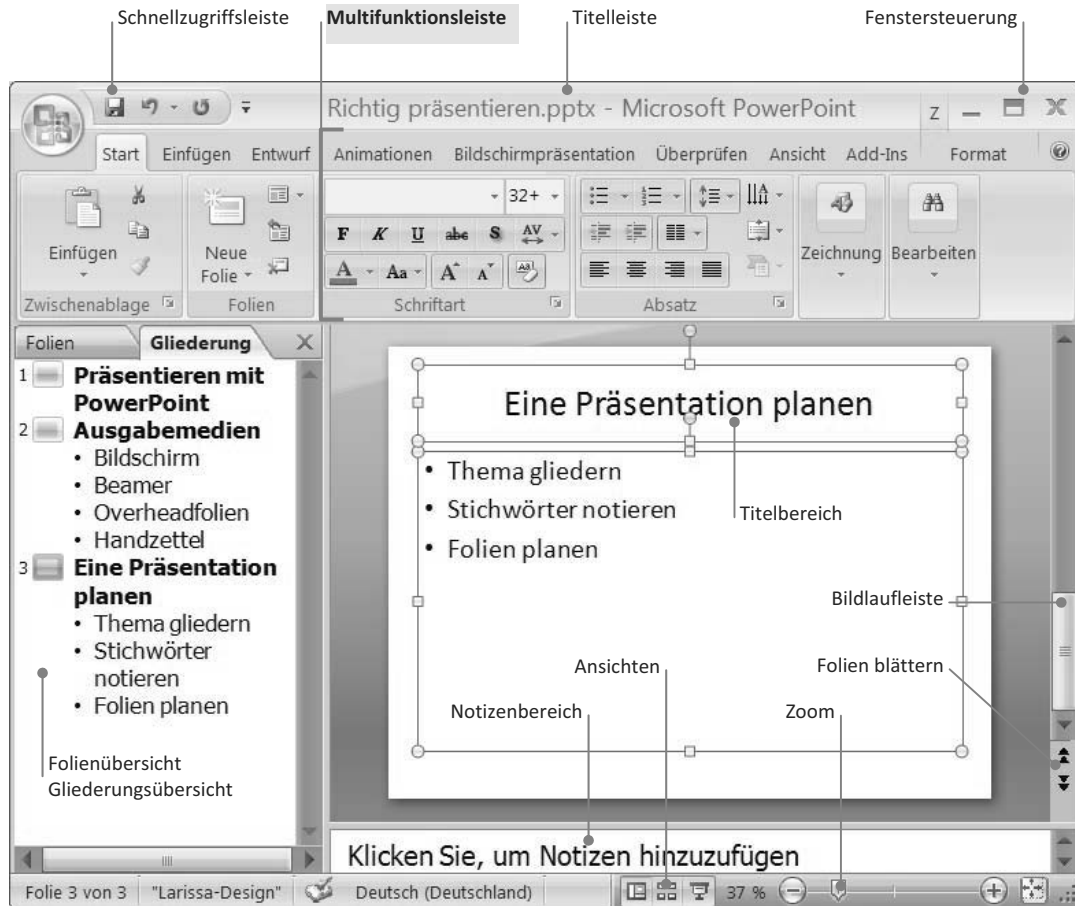 Schnellzugriffsleiste
Multifunktionsleiste
Titelleiste
Fenstersteuerung
Richtig präsentieren.pptx - Microsoft PowerPoint
Z
Start Einfügen Entwurf Animationen Bildschirmpräsentation Überprüfen Ansicht Add-Ins Format
32+
F K U abe S AV
A Aa A A Aa
Einfügen
Neue
Folie
Zeichnung
Bearbeiten
Zwischenablage
Folien
Schriftart
Absatz
Folien
Gliederung
1 Präsentieren mit
PowerPoint
2 Ausgabemedien
• Bildschirm
• Beamer
• Overheadfolien
• Handzettel
3 Eine Präsentation
planen
• Thema gliedern
• Stichwörter
notieren
• Folien planen
Folienübersicht
Gliederungsübersicht
Eine Präsentation planen
• Thema gliedern
• Stichwörter notieren
• Folien planen
Titelbereich
Bildlaufleiste
Ansichten
Folien blättern
Notizenbereich
Zoom
Klicken Sie, um Notizen hinzuzufügen
Folie 3 von 3
"Larissa-Design"
Deutsch (Deutschland)
37 %